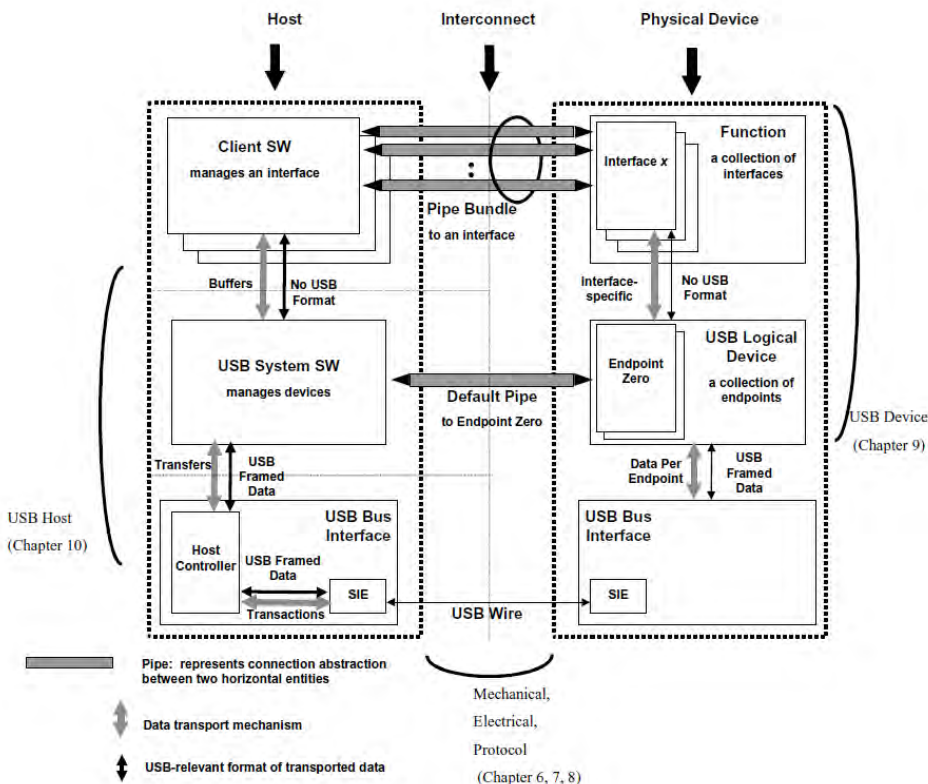 Host
Interconnect
Physical Device
Client SW
manages an interface
Pipe Bundle
to an interface
Interface x
Function
a collection of
interfaces
Buffers
No USB
Format
Interface-
specific
No USB
Format
USB System SW
manages devices
Default Pipe
to Endpoint Zero
Endpoint
Zero
USB Logical
Device
a collection of
endpoints
USB Device
(Chapter 9)
Transfers
USB
Framed
Data
Data Per
Endpoint
USB
Framed
Data
USB Host
(Chapter 10)
USB Bus
Interface
Host
Controller
USB Framed
Data
Transactions
SIE
USB Wire
USB Bus
Interface
SIE
Pipe: represents connection abstraction
between two horizontal entities
Data transport mechanism
USB-relevant format of transported data
Mechanical,
Electrical,
Protocol
(Chapter 6, 7, 8)